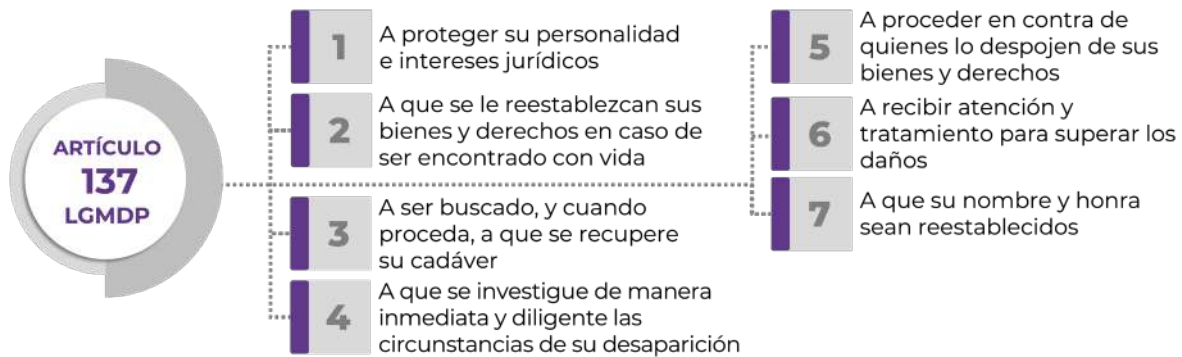 ARTÍCULO
137
LGMDP
1
A proteger su personalidad
e intereses jurídicos
2
A que se le reestablezcan sus
bienes y derechos en caso de
ser encontrado con vida
3
A ser buscado, y cuando
proceda, a que se recupere
su cadáver
4
A que se investigue de manera
inmediata y diligente las
circunstancias de su desaparición
5
A proceder en contra de
quienes lo despojen de sus
bienes y derechos
6
A recibir atención y
tratamiento para superar los
daños
7
A que su nombre y honra
sean reestablecidos